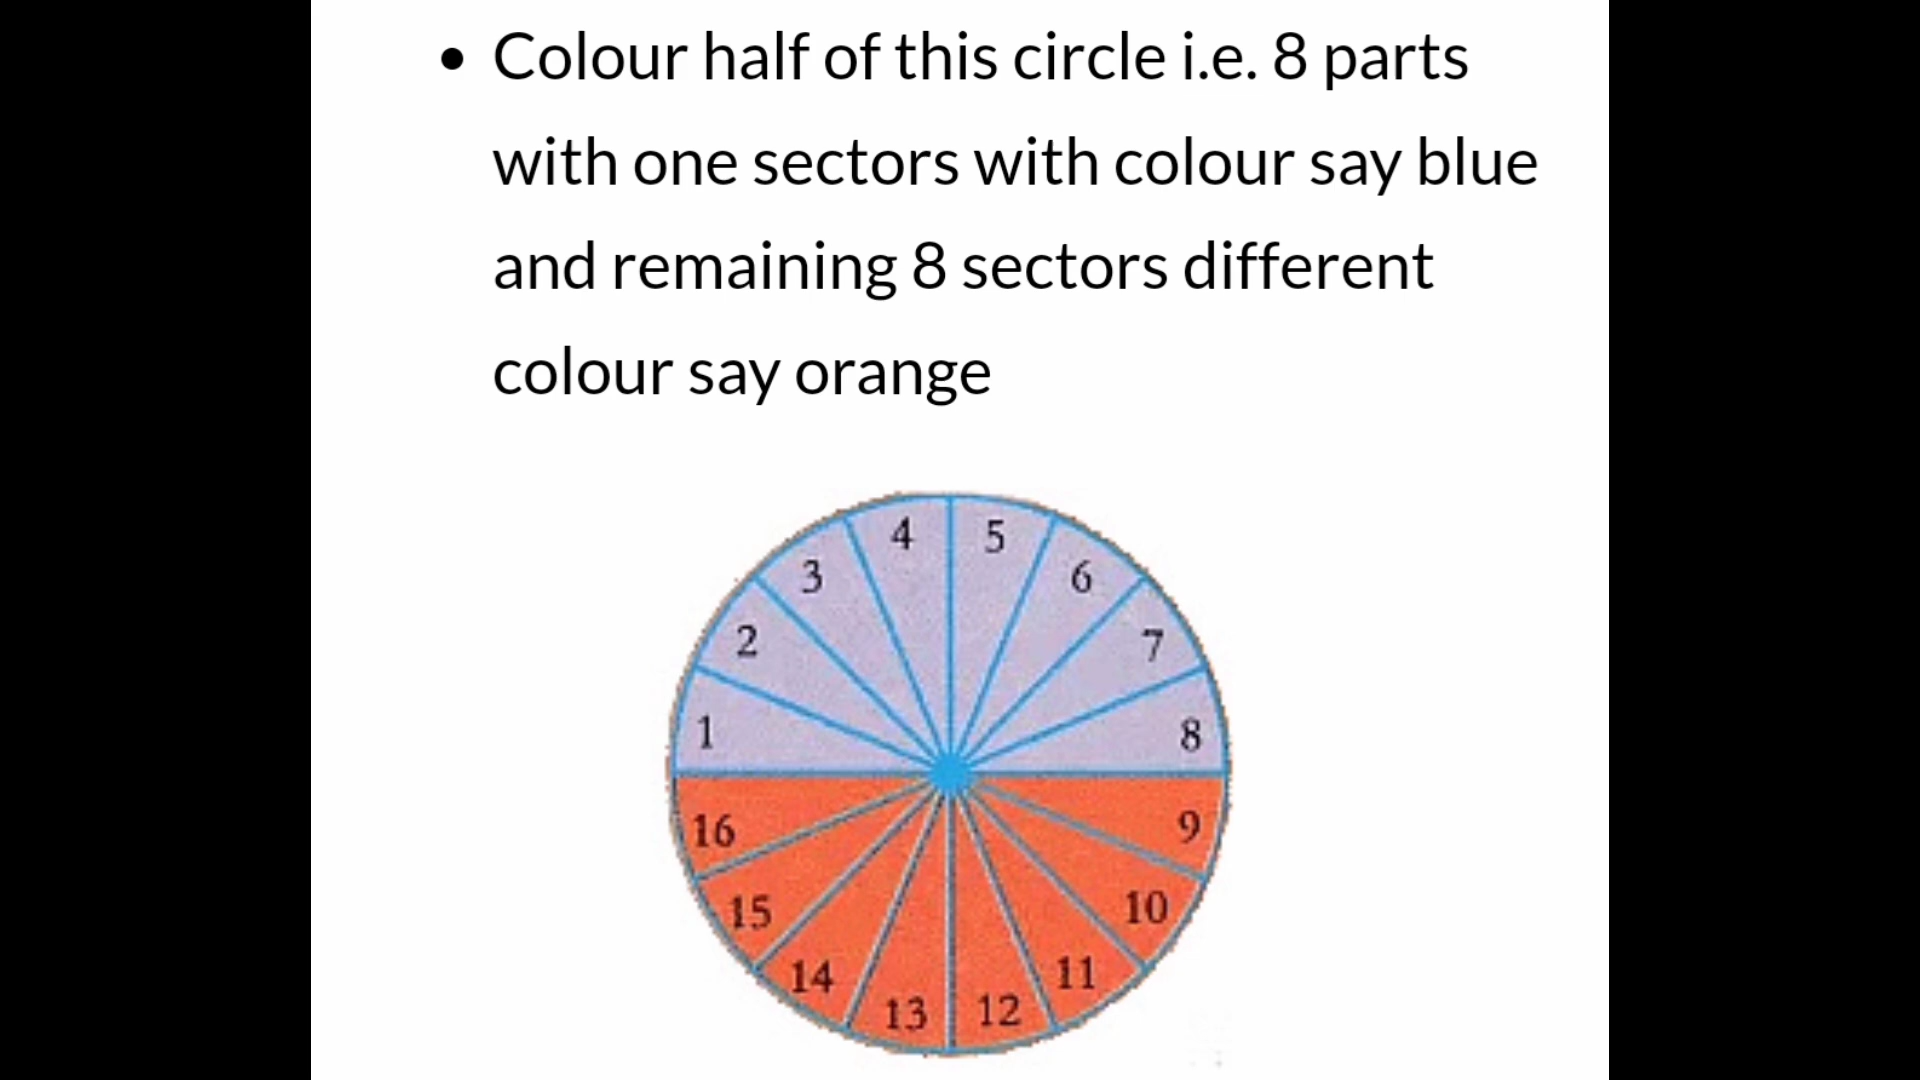 • Colour half of this circle i.e. 8 parts
with one sectors with colour say blue
and remaining 8 sectors different
colour say orange
4 5
3 6
2 7
1 8
16 9
15 10
14 11
13 12